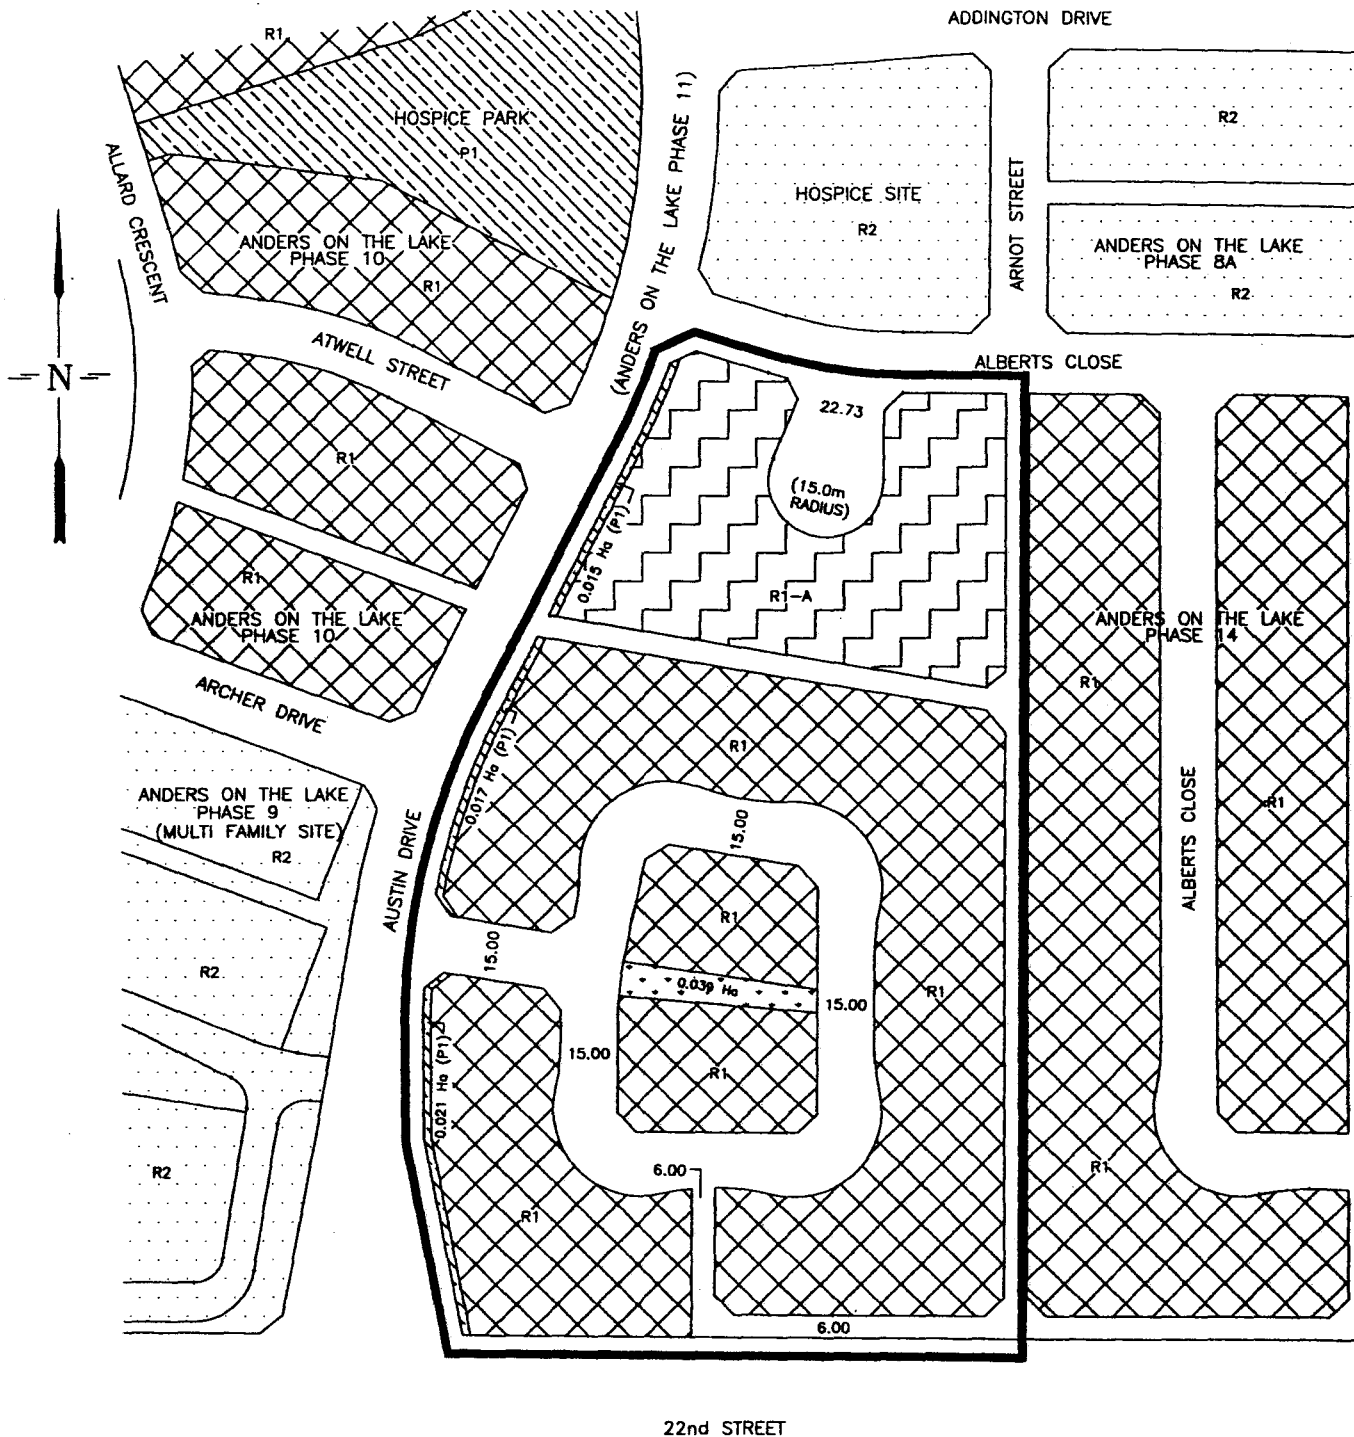 ADDINGTON DRIVE
R1
HOSPICE PARK
P1
R2
ALLARD CRESCENT
(ANDERS ON THE LAKE PHASE 11)
HOSPICE SITE
R2
ARNOT STREET
ANDERS ON THE LAKE
PHASE 8A
R2
ANDERS ON THE LAKE
PHASE 10
R1
ATWELL STREET
N
ALBERTS CLOSE
22.73
(15.0m
RADIUS)
R1
0.015 Ha (P1)
R1-A
R1
ANDERS ON THE LAKE
PHASE 10
ANDERS ON THE LAKE
PHASE 14
R1
ARCHER DRIVE
R1
0.017 Ha (P1)
ANDERS ON THE LAKE
PHASE 9
(MULTI FAMILY SITE)
R2
R1
15.00
ALBERTS CLOSE
AUSTIN DRIVE
R1
15.00
R2
0.039 Ha
R1
15.00
15.00
0.021 Ha (P1)
R1
R2
6.00
R1
R1
6.00
22nd STREET